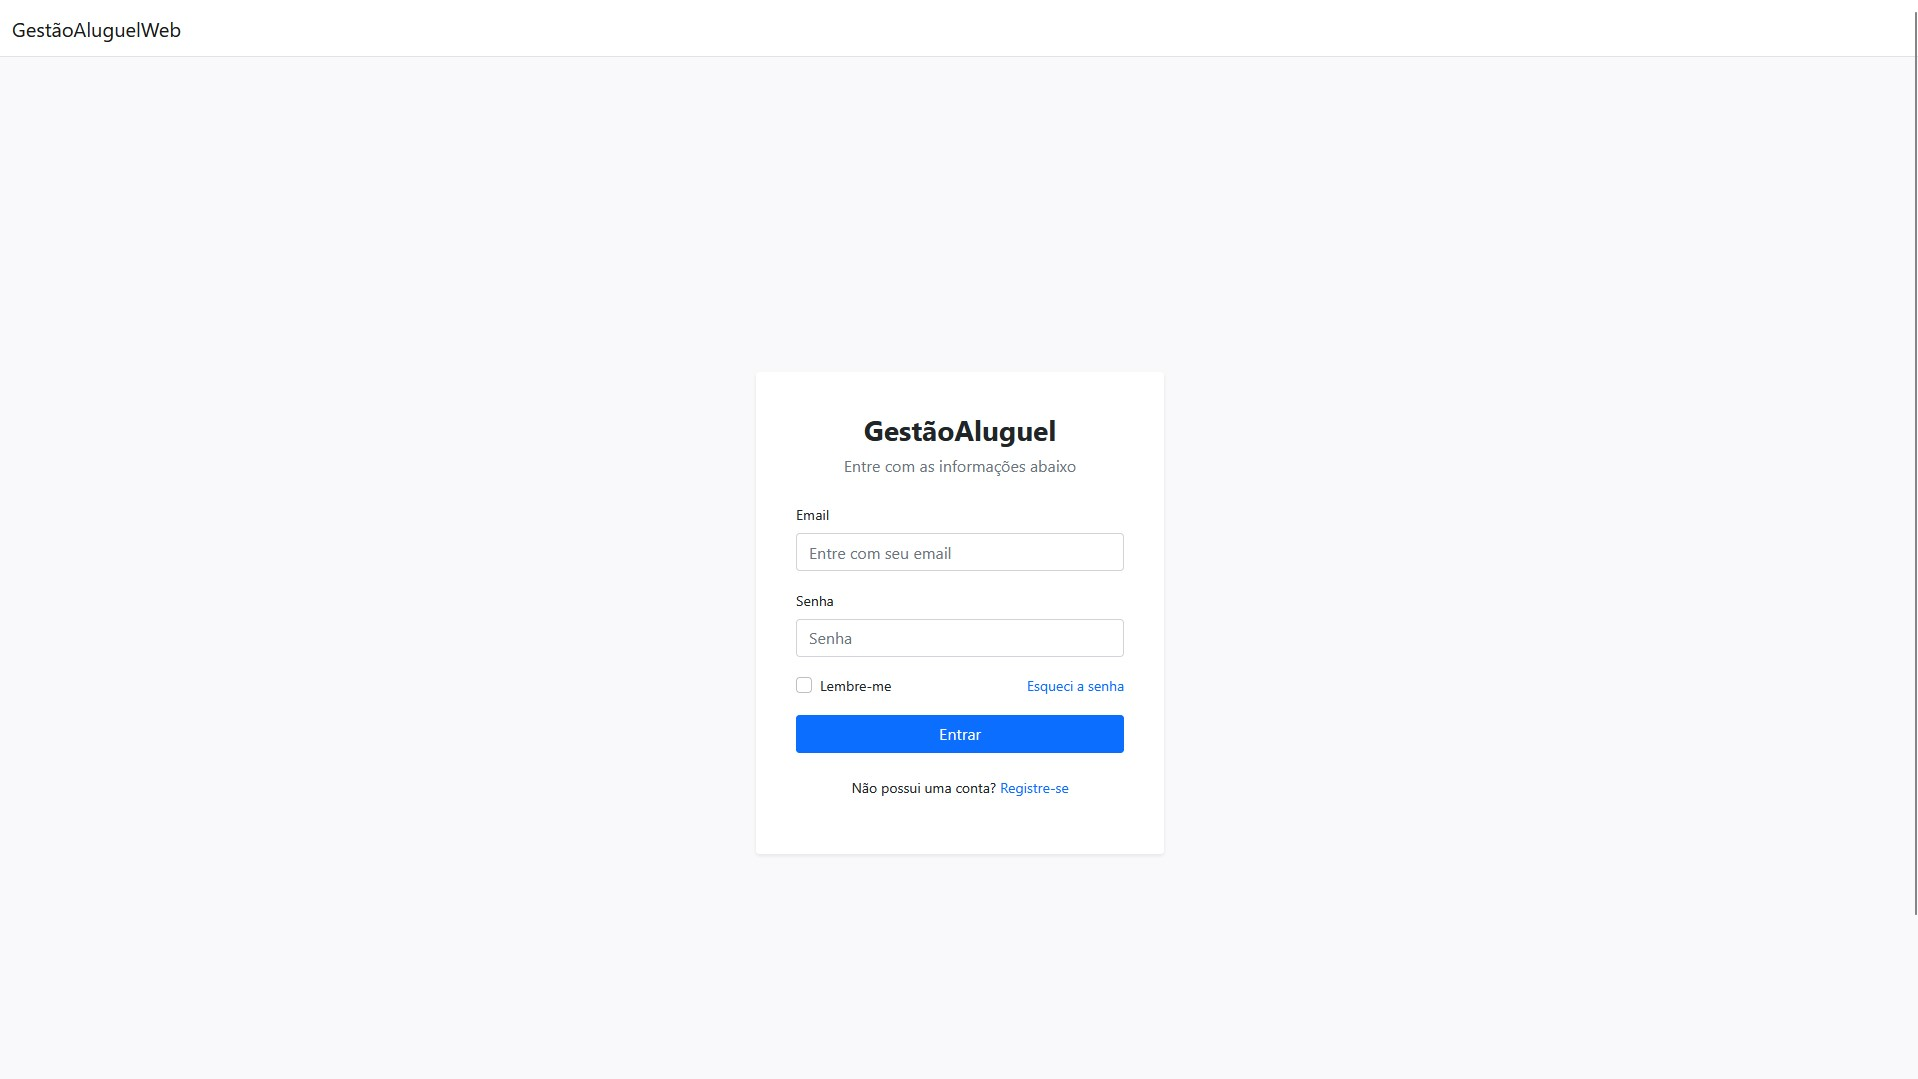 GestãoAluguelWeb
GestãoAluguel
Entre com as informações abaixo
Email
Entre com seu email
Senha
Senha
Lembre-me Esqueci a senha
Entrar
Não possui uma conta? Registre-se